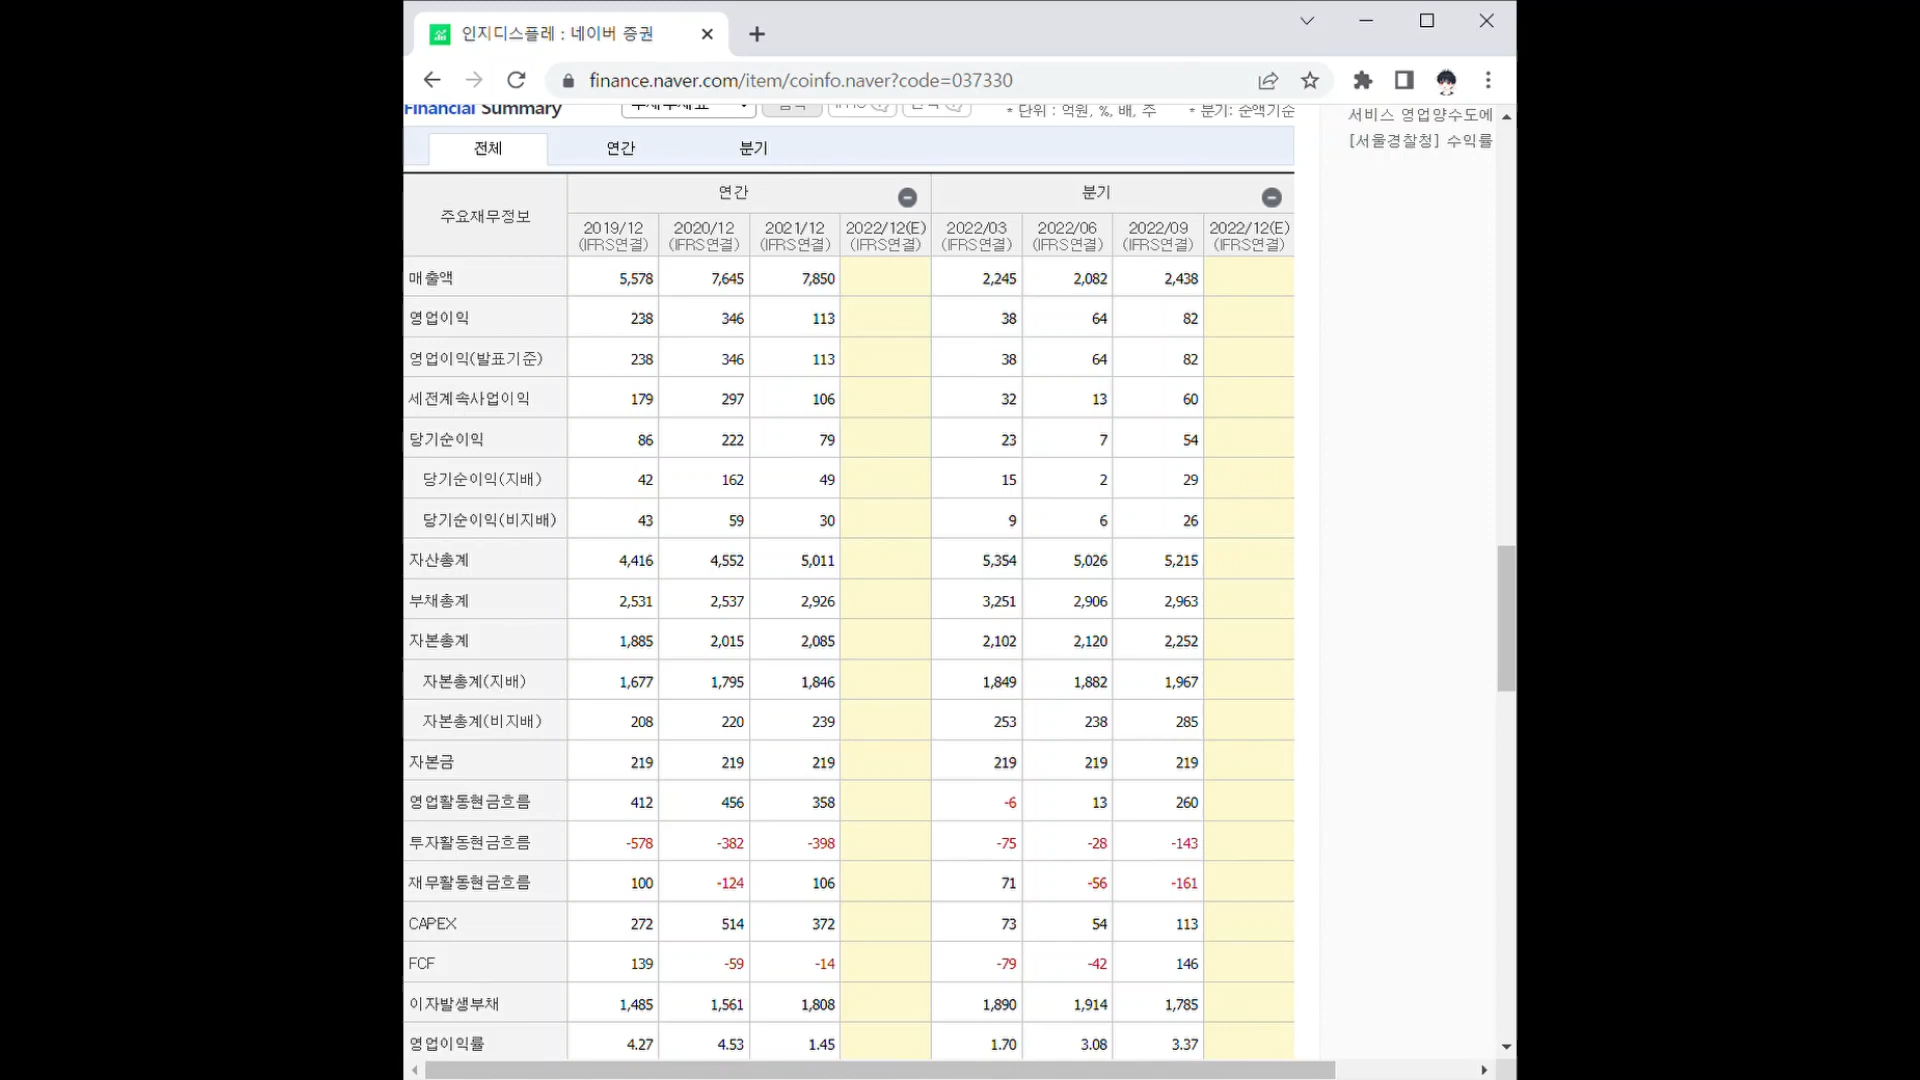 인지디스플레 : 네이버 증권
finance.naver.com/item/coinfo.naver?code=037330
Financial Summary
* 단위 : 억원, %, 배, 주 * 분기: 순액기준
서비스 영업양수도에
[서울경찰청] 수익률
전체 연간 분기
주요재무정보 연간 분기
2019/12 2020/12 2021/12 2022/12(E) 2022/03 2022/06 2022/09 2022/12(E)
(IFRS연결) (IFRS연결) (IFRS연결) (IFRS연결) (IFRS연결) (IFRS연결) (IFRS연결) (IFRS연결)
매출액 5,578 7,645 7,850 2,245 2,082 2,438
영업이익 238 346 113 38 64 82
영업이익(발표기준) 238 346 113 38 64 82
세전계속사업이익 179 297 106 32 13 60
당기순이익 86 222 79 23 7 54
당기순이익(지배) 42 162 49 15 2 29
당기순이익(비지배) 43 59 30 9 6 26
자산총계 4,416 4,552 5,011 5,354 5,026 5,215
부채총계 2,531 2,537 2,926 3,251 2,906 2,963
자본총계 1,885 2,015 2,085 2,102 2,120 2,252
자본총계(지배) 1,677 1,795 1,846 1,849 1,882 1,967
자본총계(비지배) 208 220 239 253 238 285
자본금 219 219 219 219 219 219
영업활동현금흐름 412 456 358 -6 13 260
투자활동현금흐름 -578 -382 -398 -75 -28 -143
재무활동현금흐름 100 -124 106 71 -56 -161
CAPEX 272 514 372 73 54 113
FCF 139 -59 -14 -79 -42 146
이자발생부채 1,485 1,561 1,808 1,890 1,914 1,785
영업이익률 4.27 4.53 1.45 1.70 3.08 3.37